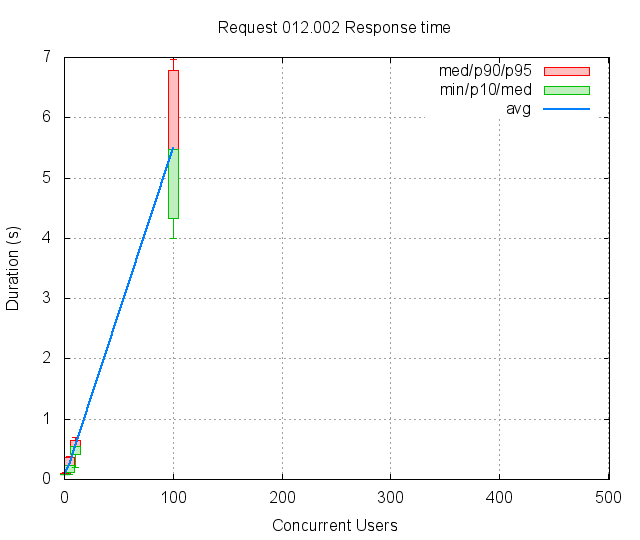 Request 012.002 Response time
med/p90/p95
min/p10/med
avg
7
6
5
4
3
2
1
0
Duration (s)
0 100 200 300 400 500
Concurrent Users